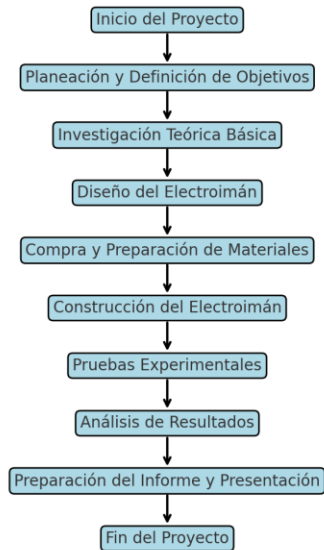 Inicio del Proyecto
Planeación y Definición de Objetivos
Investigación Teórica Básica
Diseño del Electroimán
Compra y Preparación de Materiales
Construcción del Electroimán
Pruebas Experimentales
Análisis de Resultados
Preparación del Informe y Presentación
Fin del Proyecto